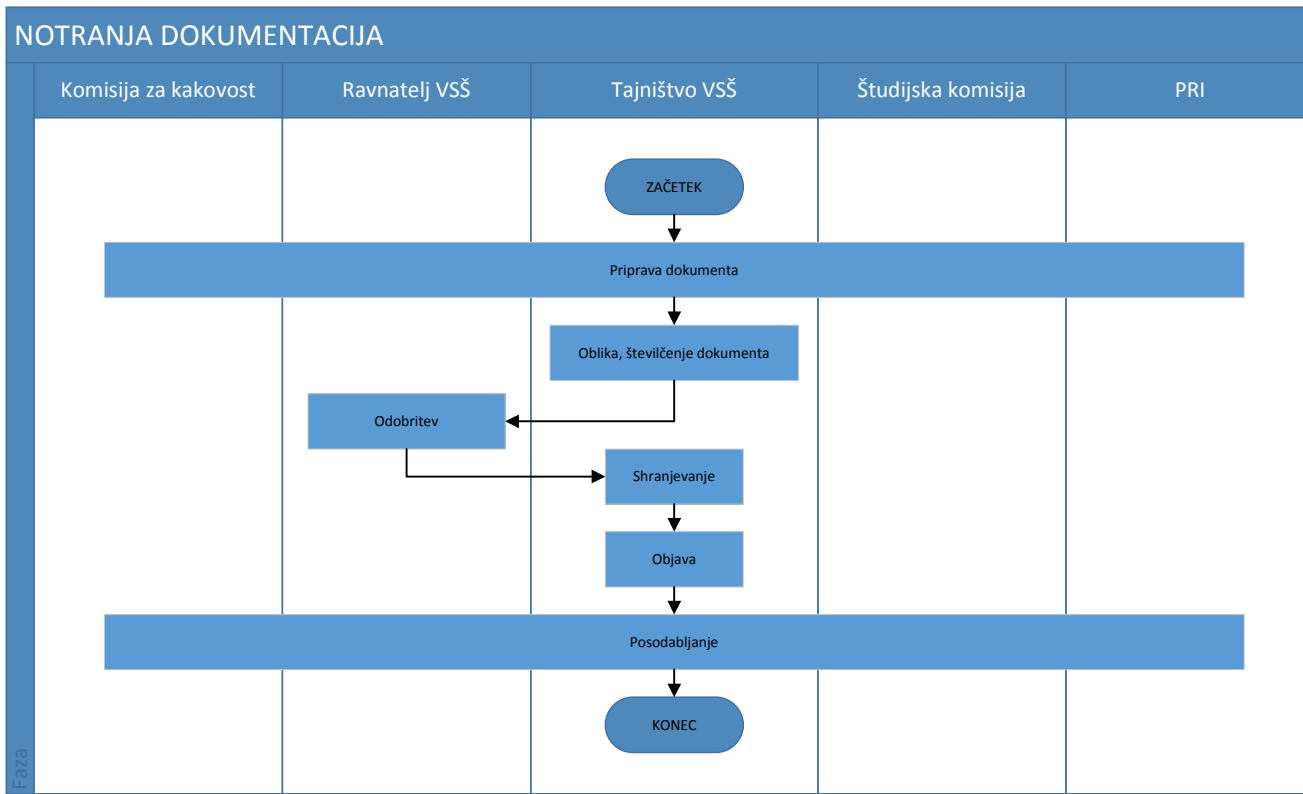 NOTRANJA DOKUMENTACIJA
Komisija za kakovost
Ravnatelj VSŠ
Tajništvo VSŠ
Študijska komisija
PRI
ZAČETEK
Priprava dokumenta
Oblika, številčenje dokumenta
Odobritev
Shranjevanje
Objava
Posodabljanje
KONEC
Faza